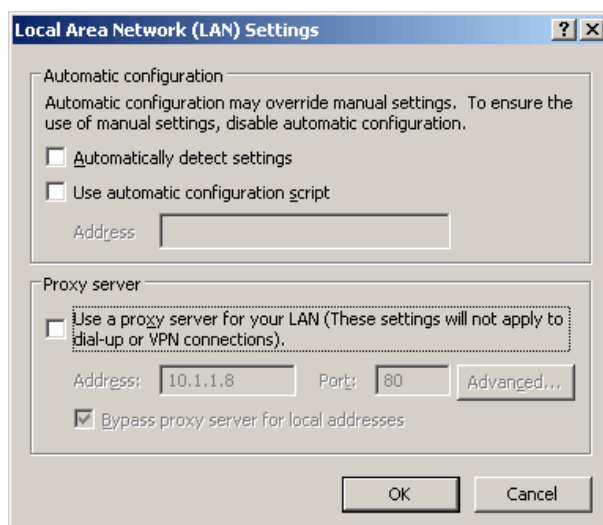 Local Area Network (LAN) Settings
Automatic configuration
Automatic configuration may override manual settings. To ensure the
use of manual settings, disable automatic configuration.
Automatically detect settings
Use automatic configuration script
Address
Proxy server
Use a proxy server for your LAN (These settings will not apply to
dial-up or VPN connections).
Address: 10.1.1.8 Port: 80 Advanced...
Bypass proxy server for local addresses
OK Cancel